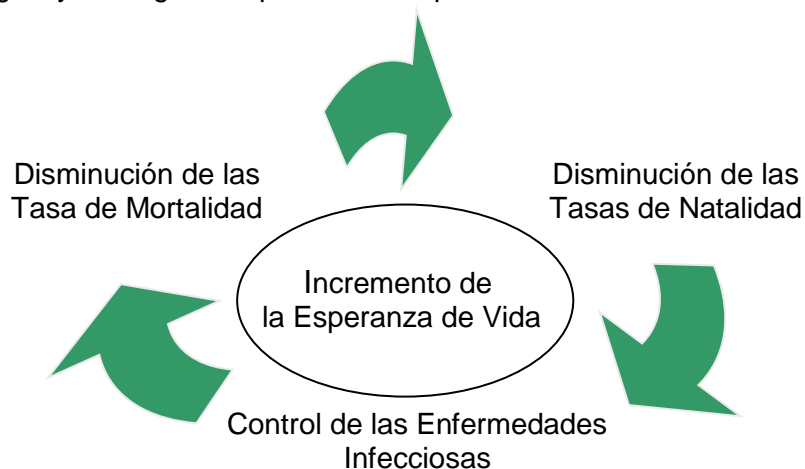 Disminución de las
Tasa de Mortalidad
Disminución de las
Tasas de Natalidad
Incremento de
la Esperanza de Vida
Control de las Enfermedades
Infecciosas